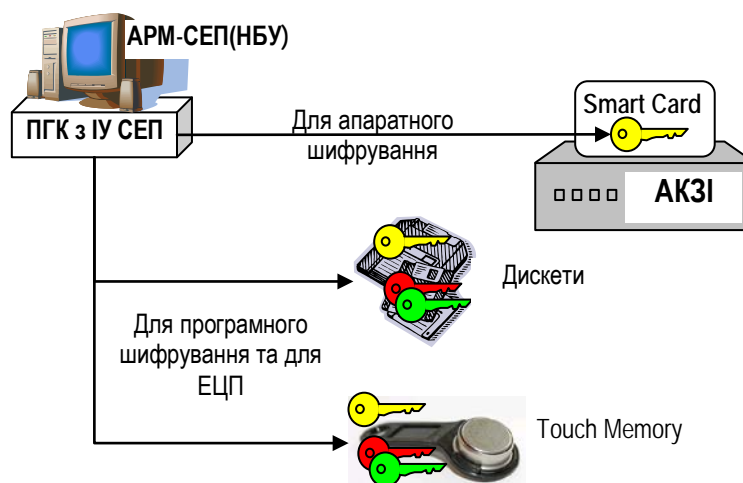 АРМ-СЕП(НБУ)
ПГК з ІУ СЕП
Для апаратного
шифрування
Smart Card
АКЗІ
Дискети
Для програмного
шифрування та для
ЕЦП
Touch Memory